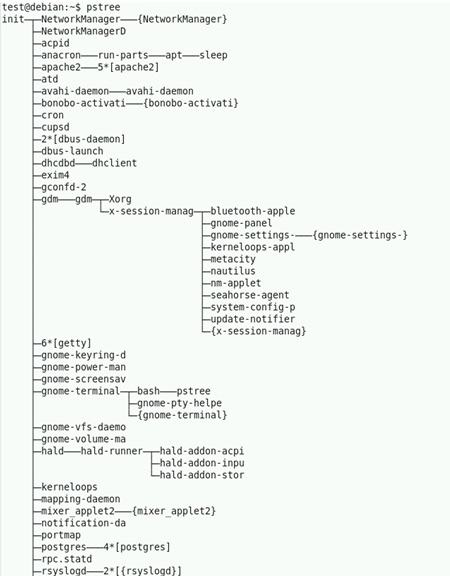 test@debian:~$ pstree
init─┬─NetworkManager───{NetworkManager}
     ├─NetworkManagerD
     ├─acpid
     ├─anacron───run-parts───apt───sleep
     ├─apache2───5*[apache2]
     ├─atd
     ├─avahi-daemon───avahi-daemon
     ├─bonobo-activati───{bonobo-activati}
     ├─cron
     ├─cupsd
     ├─2*[dbus-daemon]
     ├─dbus-launch
     ├─dhcdbd───dhclient
     ├─exim4
     ├─gconfd-2
     ├─gdm───gdm─┬─Xorg
     │           └─x-session-manag─┬─bluetooth-apple
     │                             ├─gnome-panel
     │                             ├─gnome-settings-───{gnome-settings-}
     │                             ├─kerneloops-appl
     │                             ├─metacity
     │                             ├─nautilus
     │                             ├─nm-applet
     │                             ├─seahorse-agent
     │                             ├─system-config-p
     │                             ├─update-notifier
     │                             └─{x-session-manag}
     ├─6*[getty]
     ├─gnome-keyring-d
     ├─gnome-power-man
     ├─gnome-screensav
     ├─gnome-terminal─┬─bash───pstree
     │                ├─gnome-pty-helpe
     │                └─{gnome-terminal}
     ├─gnome-vfs-daemo
     ├─gnome-volume-ma
     ├─hald───hald-runner─┬─hald-addon-acpi
     │                    ├─hald-addon-inpu
     │                    └─hald-addon-stor
     ├─kerneloops
     ├─mapping-daemon
     ├─mixer_applet2───{mixer_applet2}
     ├─notification-da
     ├─portmap
     ├─postgres───4*[postgres]
     ├─rpc.statd
     ├─rsyslogd───2*[{rsyslogd}]